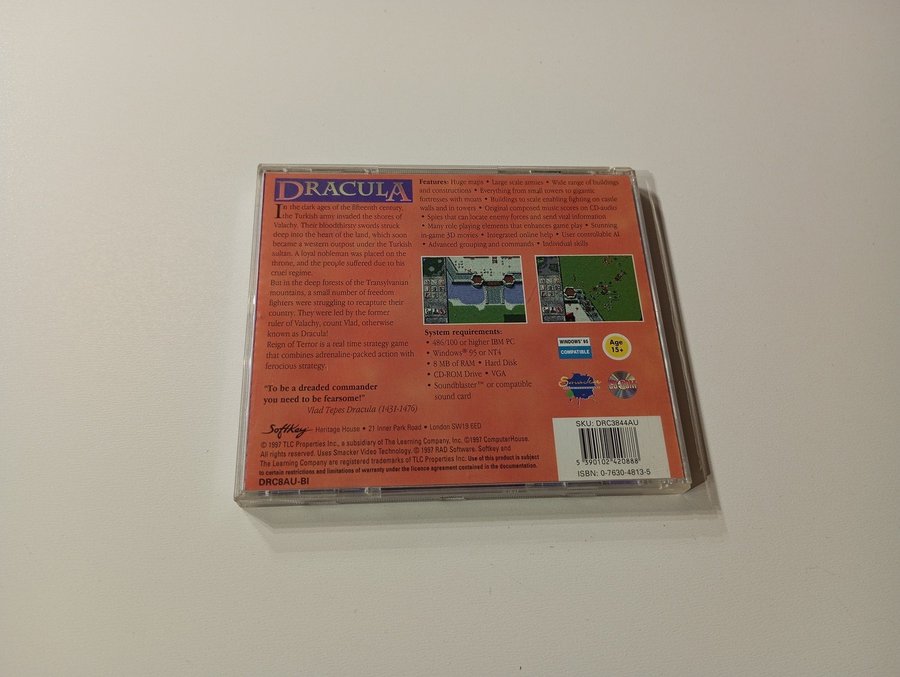 DRACULA
In the dark ages of the fifteenth century,
the Turkish army invaded the shores of
Valachy. Their bloodthirsty swords struck
deep into the heart of the land, which soon
became a western outpost under the Turkish
sultan. A loyal nobleman was placed on the
throne, and the people suffered due to his
cruel regime.
But in the deep forests of the Transylvanian
mountains, a small number of freedom
fighters were struggling to recapture their
country. They were led by the former
ruler of Valachy, count Vlad, otherwise
known as Dracula!
Reign of Terror is a real time strategy game
that combines adrenaline-packed action with
ferocious strategy.
"To be a dreaded commander
you need to be fearsome!"
Vlad Tepes Dracula (1431-1476)
Features: Huge maps • Large scale armies • Wide range of buildings
and constructions • Everything from small towns to gigantic
fortresses with moats • Buildings to scale enabling fighting on castle
walls and in towers • Original composed music scores on CD-audio
• Spies that can locate enemy forces and send vital information
• Many role playing elements that enhances game play • Stunning
in-game 3D movies • Integrated online help • User controllable AI
• Advanced grouping and commands • Individual skills
System requirements:
• 486/100 or higher IBM PC
• Windows® 95 or NT4
• 8 MB of RAM • Hard Disk
• CD-ROM Drive • VGA
• Soundblaster™ or compatible
sound card
WINDOWS® 95
COMPATIBLE
Age
15+
Smacker
CD-ROM
SoftKey Heritage House • 21 Inner Park Road • London SW19 6ED
© 1997 TLC Properties Inc., a subsidiary of The Learning Company, Inc. ©1997 ComputerHouse.
All rights reserved. Uses Smacker Video Technology. © 1997 RAD Software. Softkey and
The Learning Company are registered trademarks of TLC Properties Inc. Use of this product is subject
to certain restrictions and limitations of warranty under the licence agreement contained in the documentation.
DRC8AU-BI
SKU: DRC3844AU
5 390102 420888
ISBN: 0-7630-4813-5